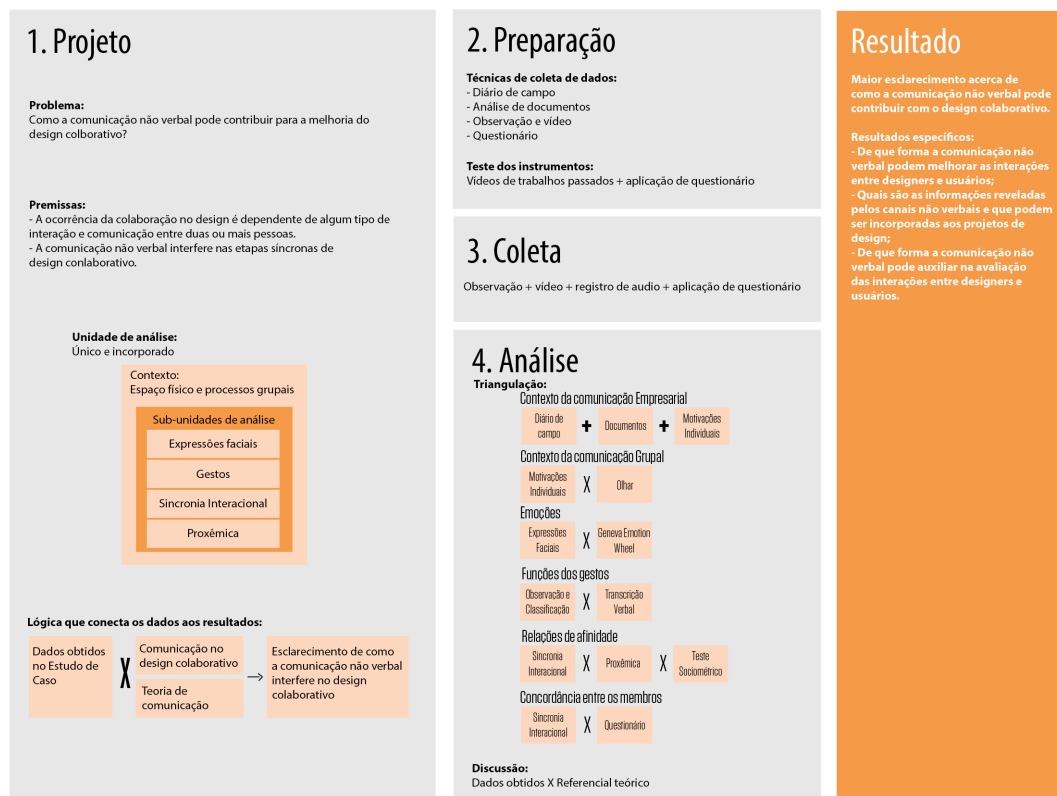 1. Projeto
Problema:
Como a comunicação não verbal pode contribuir para a melhoria do
design colborativo?
Premissas:
- A ocorrência da colaboração no design é dependente de algum tipo de
interação e comunicação entre duas ou mais pessoas.
- A comunicação não verbal interfere nas etapas síncronas de
design conlaborativo.
Unidade de análise:
Único e incorporado
Contexto:
Espaço físico e processos grupais
Sub-unidades de análise
Expressões faciais
Gestos
Sincronia Interacional
Proxêmica
Lógica que conecta os dados aos resultados:
Dados obtidos
no Estudo de
Caso
X
Comunicação no
design colaborativo
Teoria de
comunicação
→
Esclarecimento de como
a comunicação não verbal
interfere no design
colaborativo
2. Preparação
Técnicas de coleta de dados:
- Diário de campo
- Análise de documentos
- Observação e vídeo
- Questionário
Teste dos instrumentos:
Vídeos de trabalhos passados + aplicação de questionário
3. Coleta
Observação + vídeo + registro de audio + aplicação de questionário
4. Análise
Triangulação:
Contexto da comunicação Empresarial
Diário de
campo
+
Documentos
+
Motivações
Individuais
Contexto da comunicação Grupal
Motivações
Individuais
X
Olhar
Emoções
Expressões
Faciais
X
Geneva Emotion
Wheel
Funções dos gestos
Observação e
Classificação
X
Transcrição
Verbal
Relações de afinidade
Sincronia
Interacional
X
Proxêmica
X
Teste
Sociométrico
Concordância entre os membros
Sincronia
Interacional
X
Questionário
Discussão:
Dados obtidos X Referencial teórico
Resultado
Maior esclarecimento acerca de
como a comunicação não verbal pode
contribuir com o design colaborativo.
Resultados específicos:
- De que forma a comunicação não
verbal podem melhorar as interações
entre designers e usuários;
- Quais são as informações reveladas
pelos canais não verbais e que podem
ser incorporadas aos projetos de
design;
- De que forma a comunicação não
verbal pode auxiliar na avaliação
das interações entre designers e
usuários.